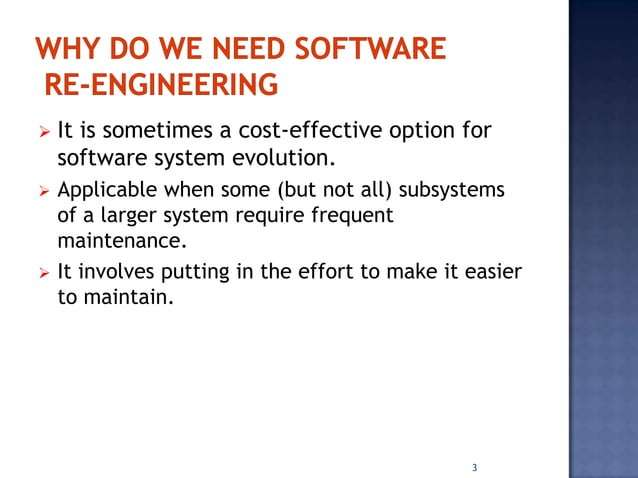 WHY DO WE NEED SOFTWARE
RE-ENGINEERING
It is sometimes a cost-effective option for
software system evolution.
Applicable when some (but not all) subsystems
of a larger system require frequent
maintenance.
It involves putting in the effort to make it easier
to maintain.
3